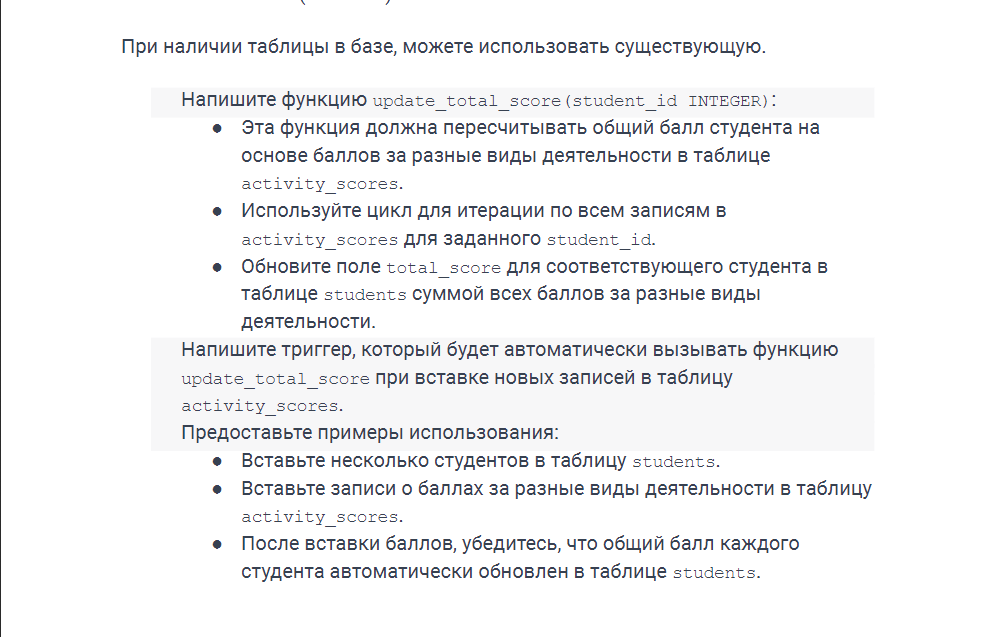 При наличии таблицы в базе, можете использовать существующую.
Напишите функцию update_total_score(student_id INTEGER):
● Эта функция должна пересчитывать общий балл студента на
основе баллов за разные виды деятельности в таблице
activity_scores.
● Используйте цикл для итерации по всем записям в
activity_scores для заданного student_id.
● Обновите поле total_score для соответствующего студента в
таблице students суммой всех баллов за разные виды
деятельности.
Напишите триггер, который будет автоматически вызывать функцию
update_total_score при вставке новых записей в таблицу
activity_scores.
Предоставьте примеры использования:
● Вставьте несколько студентов в таблицу students.
● Вставьте записи о баллах за разные виды деятельности в таблицу
activity_scores.
● После вставки баллов, убедитесь, что общий балл каждого
студента автоматически обновлен в таблице students.